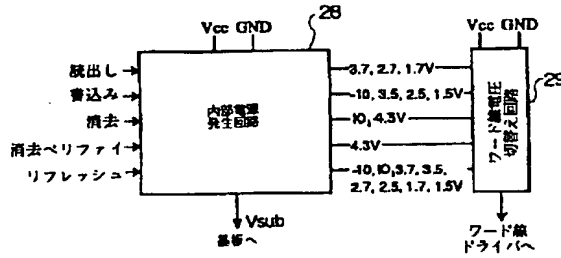 Vcc GND
28
Vcc GND
読出し
書込み
消去
消去ベリファイ
リフレッシュ
内部電源
発生回路
3.7, 2.7, 1.7V
-10, 3.5, 2.5, 1.5V
10, 4.3V
4.3V
-10, 10, 3.7, 3.5,
2.7, 2.5, 1.7, 1.5V
ワード線電圧
切替え回路
29
Vsub
基板へ
ワード線
ドライバへ